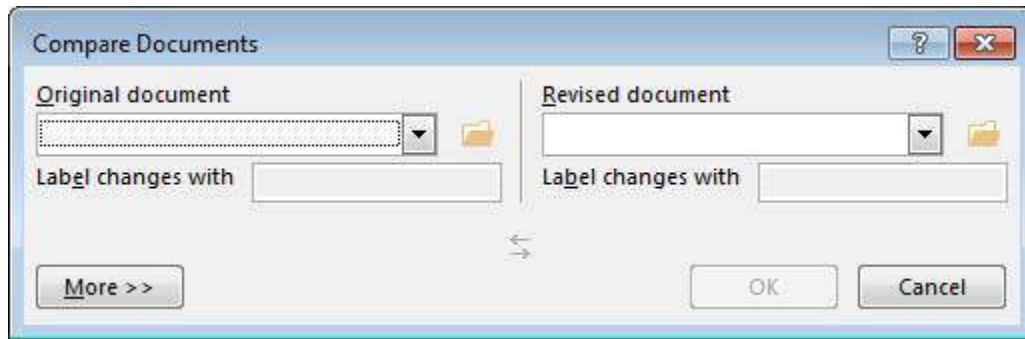 Compare Documents
Original document
Revised document
Label changes with
Label changes with
More >>
OK
Cancel